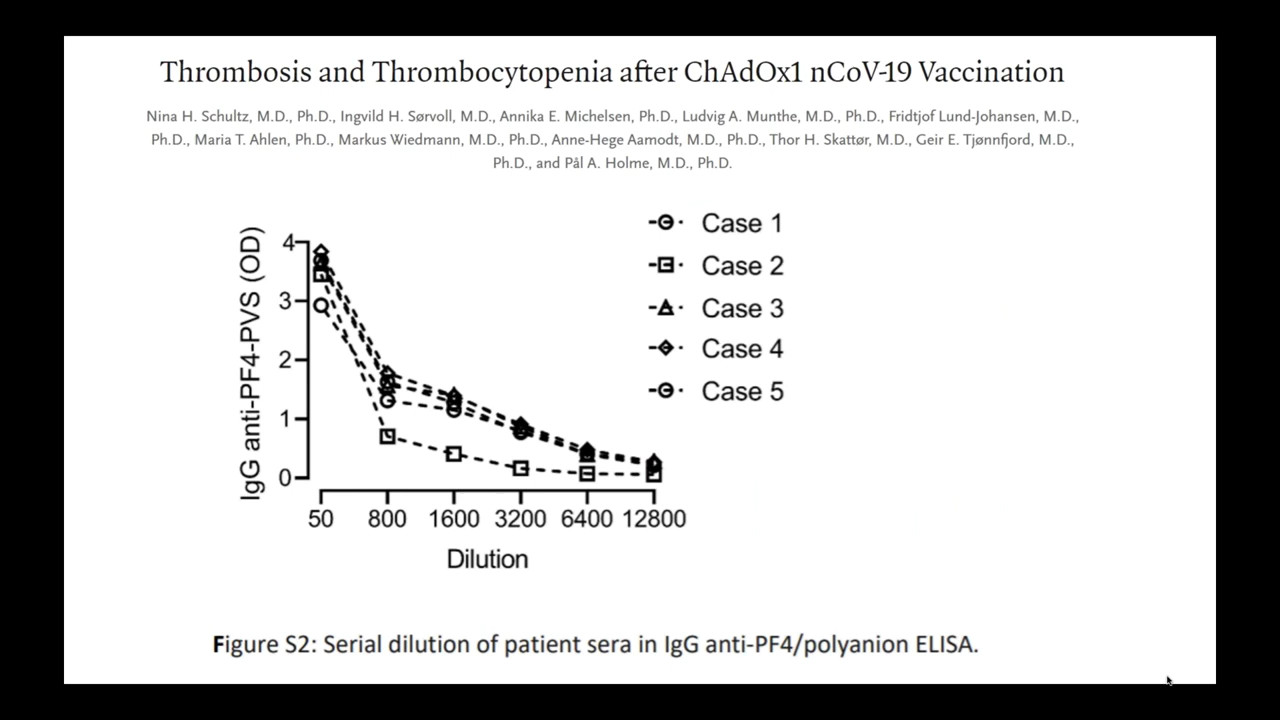 Thrombosis and Thrombocytopenia after ChAdOx1 nCoV-19 Vaccination
Nina H. Schultz, M.D., Ph.D., Ingvild H. Sørvoll, M.D., Annika E. Michelsen, Ph.D., Ludvig A. Munthe, M.D., Ph.D., Fridtjof Lund-Johansen, M.D.,
Ph.D., Maria T. Ahlen, Ph.D., Markus Wiedmann, M.D., Ph.D., Anne-Hege Aamodt, M.D., Ph.D., Thor H. Skattør, M.D., Geir E. Tjønnfjord, M.D.,
Ph.D., and Pål A. Holme, M.D., Ph.D.
IgG anti-PF4-PVS (OD)
4
3
2
1
0
50 800 1600 3200 6400 12800
Dilution
Case 1
Case 2
Case 3
Case 4
Case 5
Figure S2: Serial dilution of patient sera in IgG anti-PF4/polyanion ELISA.